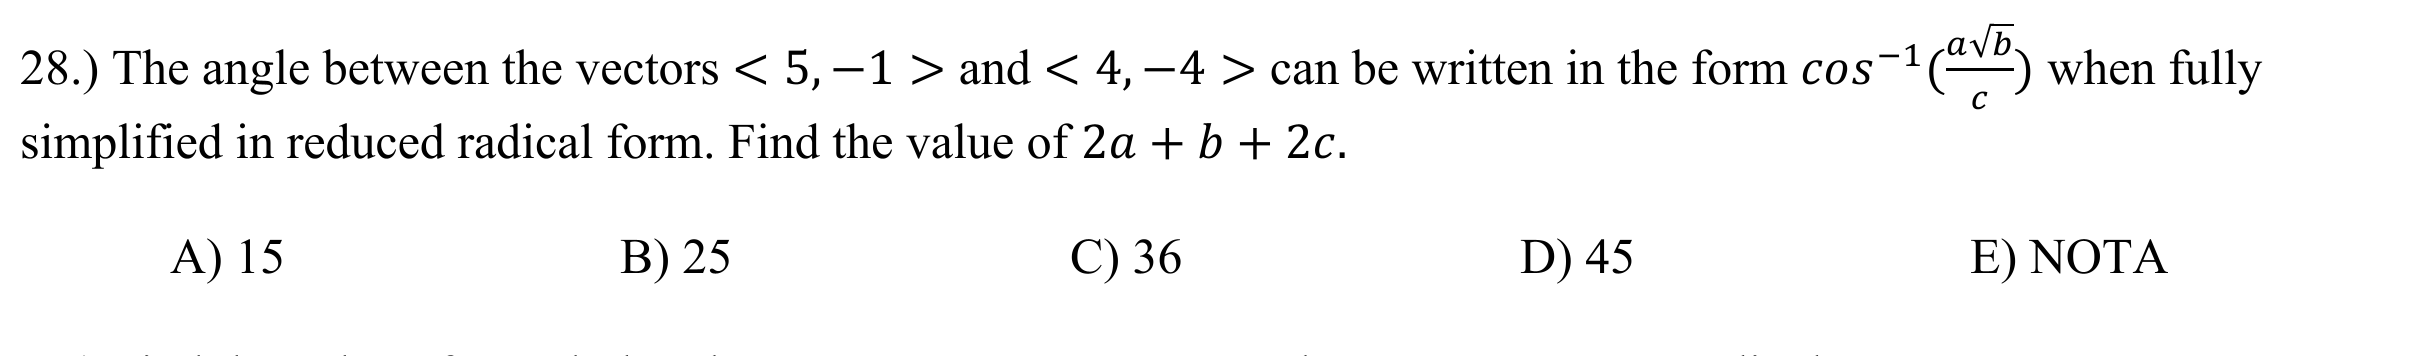 28.) The angle between the vectors < 5, −1 > and < 4, −4 > can be written in the form cos⁻¹(a√b/c) when fully
simplified in reduced radical form. Find the value of 2a + b + 2c.
A) 15 B) 25 C) 36 D) 45 E) NOTA